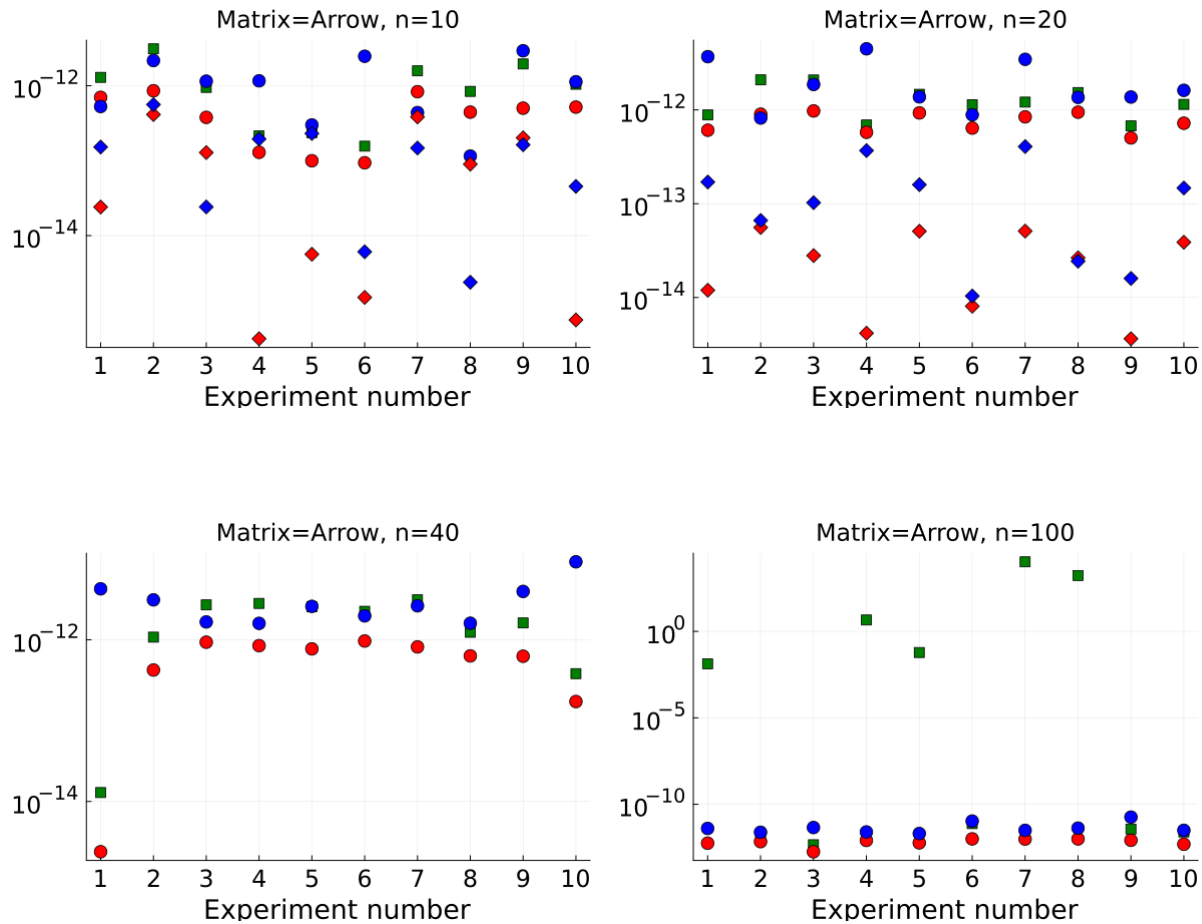 Matrix=Arrow, n=10
10^-12
10^-14
1 2 3 4 5 6 7 8 9 10
Experiment number
Matrix=Arrow, n=20
10^-12
10^-13
10^-14
1 2 3 4 5 6 7 8 9 10
Experiment number
Matrix=Arrow, n=40
10^-12
10^-14
1 2 3 4 5 6 7 8 9 10
Experiment number
Matrix=Arrow, n=100
10^0
10^-5
10^-10
1 2 3 4 5 6 7 8 9 10
Experiment number